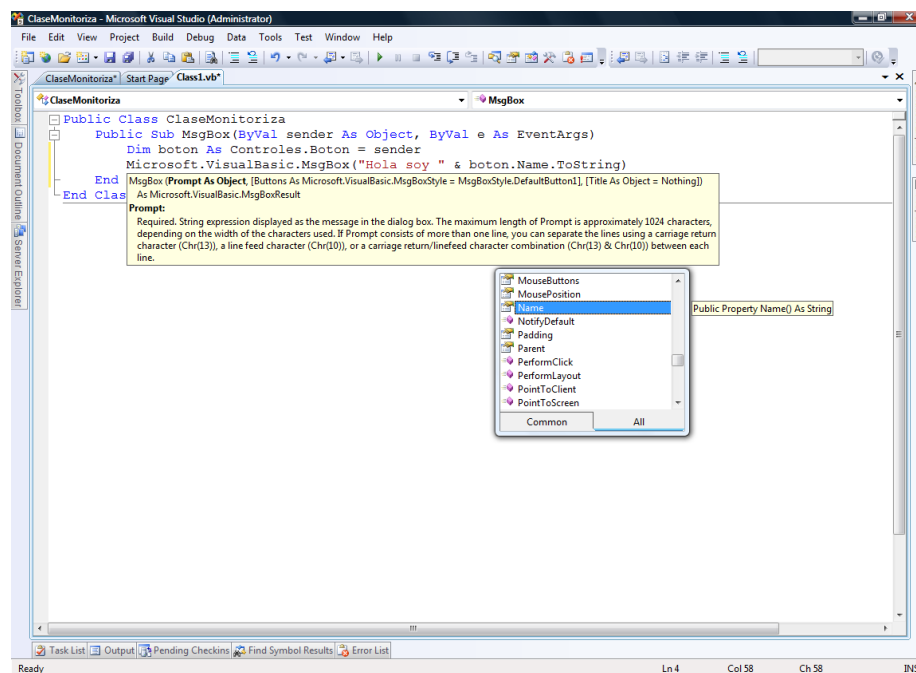 ClaseMonitoriza - Microsoft Visual Studio (Administrator)
File Edit View Project Build Debug Data Tools Test Window Help
ClaseMonitoriza* Start Page Class1.vb*
ClaseMonitoriza MsgBox
Toolbox
Document Outline
Server Explorer
Public Class ClaseMonitoriza
Public Sub MsgBox(ByVal sender As Object, ByVal e As EventArgs)
Dim boton As Controles.Boton = sender
Microsoft.VisualBasic.MsgBox("Hola soy " & boton.Name.ToString)
End
End Clas
MsgBox (Prompt As Object, [Buttons As Microsoft.VisualBasic.MsgBoxStyle = MsgBoxStyle.DefaultButton1], [Title As Object = Nothing])
As Microsoft.VisualBasic.MsgBoxResult
Prompt:
Required. String expression displayed as the message in the dialog box. The maximum length of Prompt is approximately 1024 characters,
depending on the width of the characters used. If Prompt consists of more than one line, you can separate the lines using a carriage return
character (Chr(13)), a line feed character (Chr(10)), or a carriage return/linefeed character combination (Chr(13) & Chr(10)) between each
line.
MouseButtons
MousePosition
Name
Public Property Name() As String
NotifyDefault
Padding
Parent
PerformClick
PerformLayout
PointToClient
PointToScreen
Common All
Task List Output Pending Checkins Find Symbol Results Error List
Ready Ln 4 Col 58 Ch 58 INS